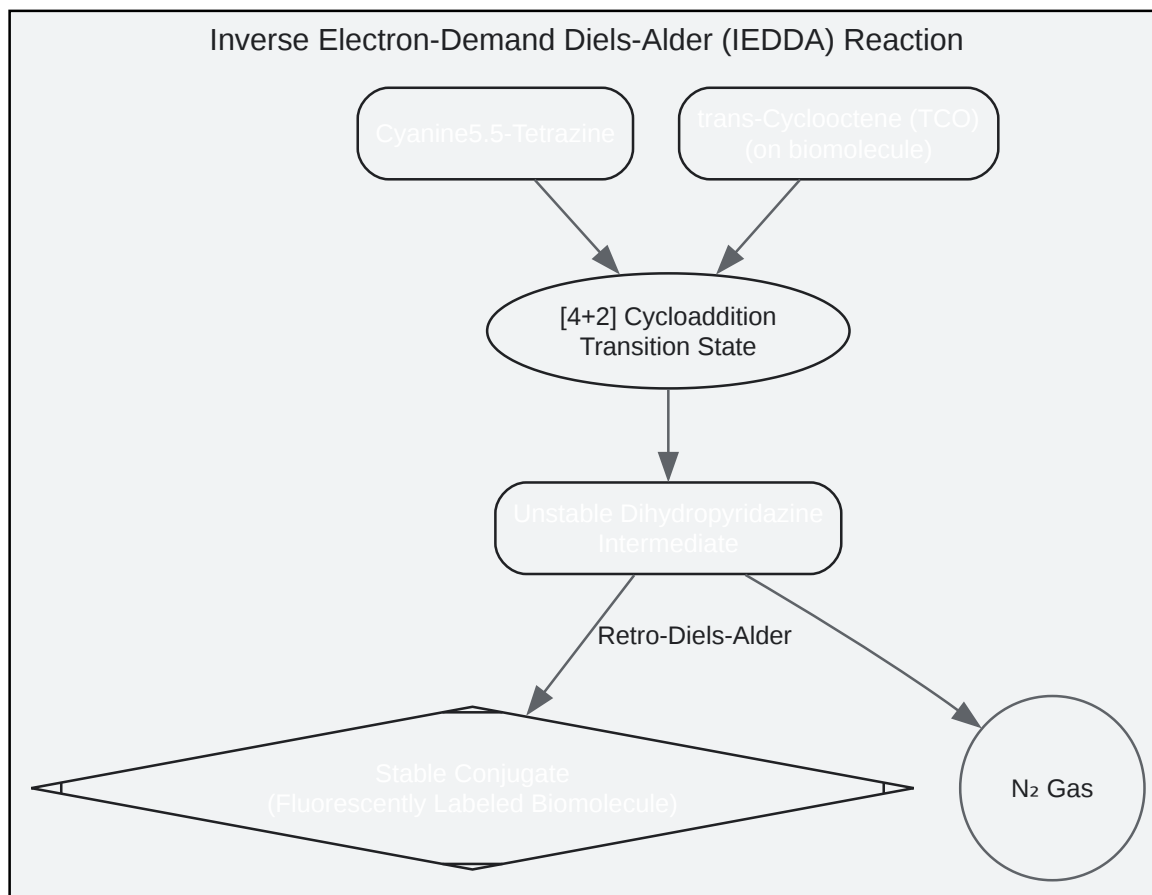 Inverse Electron-Demand Diels-Alder (IEDDA) Reaction
Cyanine5.5-Tetrazine
trans-Cyclooctene (TCO)
(on biomolecule)
[4+2] Cycloaddition
Transition State
Unstable Dihydropyridazine
Intermediate
Retro-Diels-Alder
Stable Conjugate
(Fluorescently Labeled Biomolecule)
N₂ Gas